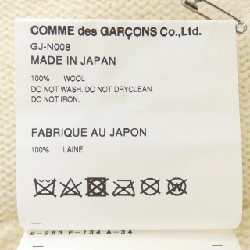 COMME des GARÇONS Co.,Ltd.
GJ-N008
MADE IN JAPAN
100% WOOL
DO NOT WASH. DO NOT DRYCLEAN.
DO NOT IRON.
FABRIQUE AU JAPON
100% LAINE